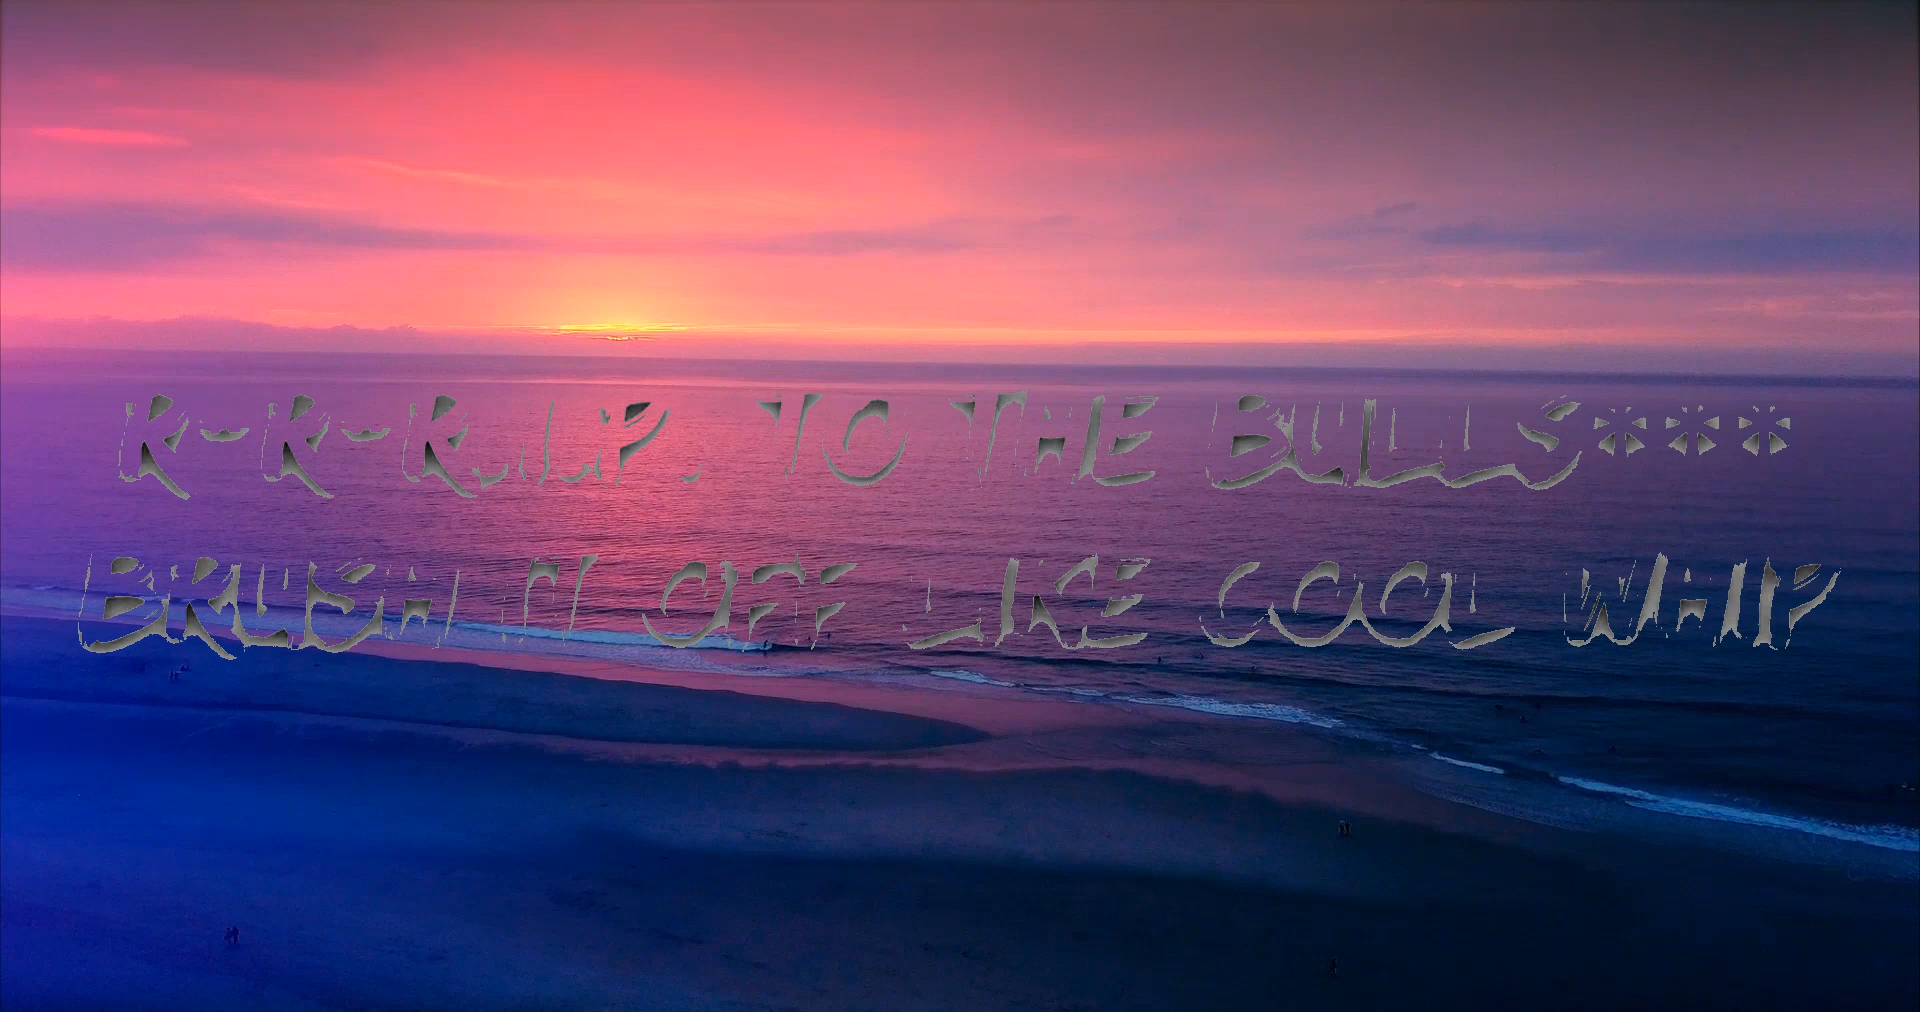 R-R-R.I.P. TO THE BULLS***
BRUSH IT OFF LIKE COOL WHIP